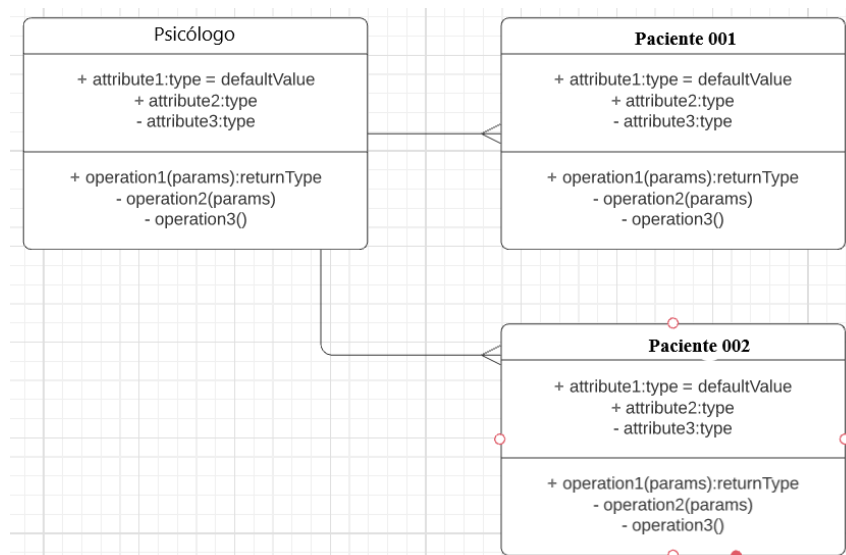 Psicólogo
+ attribute1:type = defaultValue
+ attribute2:type
- attribute3:type
+ operation1(params):returnType
- operation2(params)
- operation3()
Paciente 001
+ attribute1:type = defaultValue
+ attribute2:type
- attribute3:type
+ operation1(params):returnType
- operation2(params)
- operation3()
Paciente 002
+ attribute1:type = defaultValue
+ attribute2:type
- attribute3:type
+ operation1(params):returnType
- operation2(params)
- operation3()